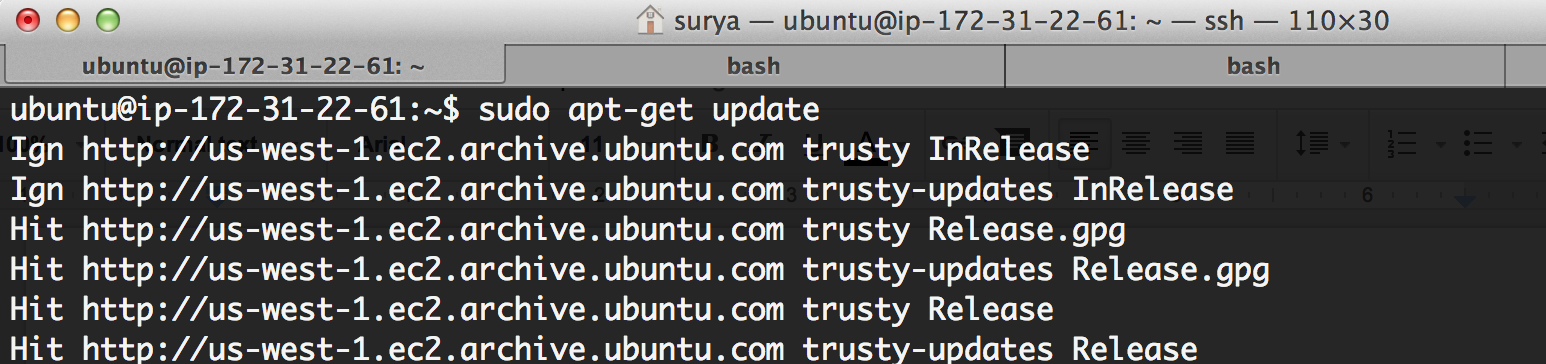 surya — ubuntu@ip-172-31-22-61: ~ — ssh — 110×30
ubuntu@ip-172-31-22-61: ~ bash bash
ubuntu@ip-172-31-22-61:~$ sudo apt-get update
Ign http://us-west-1.ec2.archive.ubuntu.com trusty InRelease
Ign http://us-west-1.ec2.archive.ubuntu.com trusty-updates InRelease
Hit http://us-west-1.ec2.archive.ubuntu.com trusty Release.gpg
Hit http://us-west-1.ec2.archive.ubuntu.com trusty-updates Release.gpg
Hit http://us-west-1.ec2.archive.ubuntu.com trusty Release
Hit http://us-west-1.ec2.archive.ubuntu.com trusty-updates Release